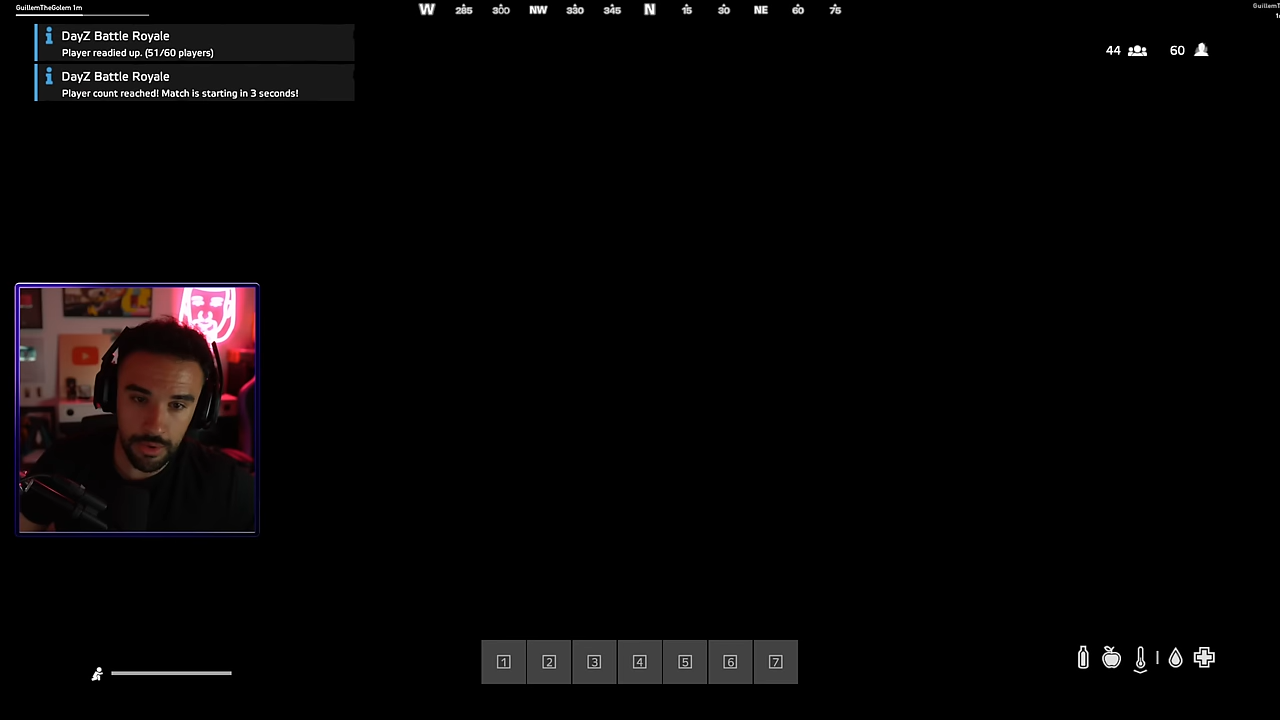 GuillemTheGolem 1m
W 285 300 NW 330 345 N 15 30 NE 60 75
DayZ Battle Royale
Player readied up. (51/60 players)
DayZ Battle Royale
Player count reached! Match is starting in 3 seconds!
44 60
1 2 3 4 5 6 7